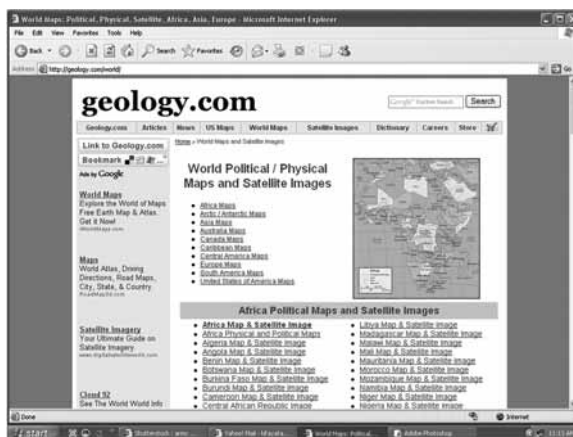 World Maps: Political, Physical, Satellite, Africa, Asia, Europe - Microsoft Internet Explorer
File Edit View Favorites Tools Help
Back Search Favorites
Address http://geology.com/world/ Go
geology.com
Search
Geology.com Articles News US Maps World Maps Satellite Images Dictionary Careers Store
Link to Geology.com
Bookmark
Home » World Maps and Satellite Images
Ads by Google
World Maps
Explore the World of Maps
Free Earth Map & Atlas.
Get it Now!
Maps
World Atlas, Driving
Directions, Road Maps,
City, State, & Country.
RoadMaps.com
Satellite Imagery
Your Ultimate Guide on
Satellite Imagery.
Cloud 92
See The World World Info
World Political / Physical
Maps and Satellite Images
Africa Maps
Arctic / Antarctic Maps
Asia Maps
Australia Maps
Canada Maps
Caribbean Maps
Central America Maps
Europe Maps
South America Maps
United States of America Maps
Africa Political Maps and Satellite Images
Africa Map & Satellite Image
Africa Physical and Political Maps
Algeria Map & Satellite Image
Angola Map & Satellite Image
Benin Map & Satellite Image
Botswana Map & Satellite Image
Burkina Faso Map & Satellite Image
Burundi Map & Satellite Image
Cameroon Map & Satellite Image
Central African Republic Image
Libya Map & Satellite Image
Madagascar Map & Satellite Image
Malawi Map & Satellite Image
Mali Map & Satellite Image
Mauritania Map & Satellite Image
Morocco Map & Satellite Image
Mozambique Map & Satellite Image
Namibia Map & Satellite Image
Niger Map & Satellite Image
Nigeria Map & Satellite Image
Done Internet
start World Maps: Political... Adobe Photoshop 11:11 AM